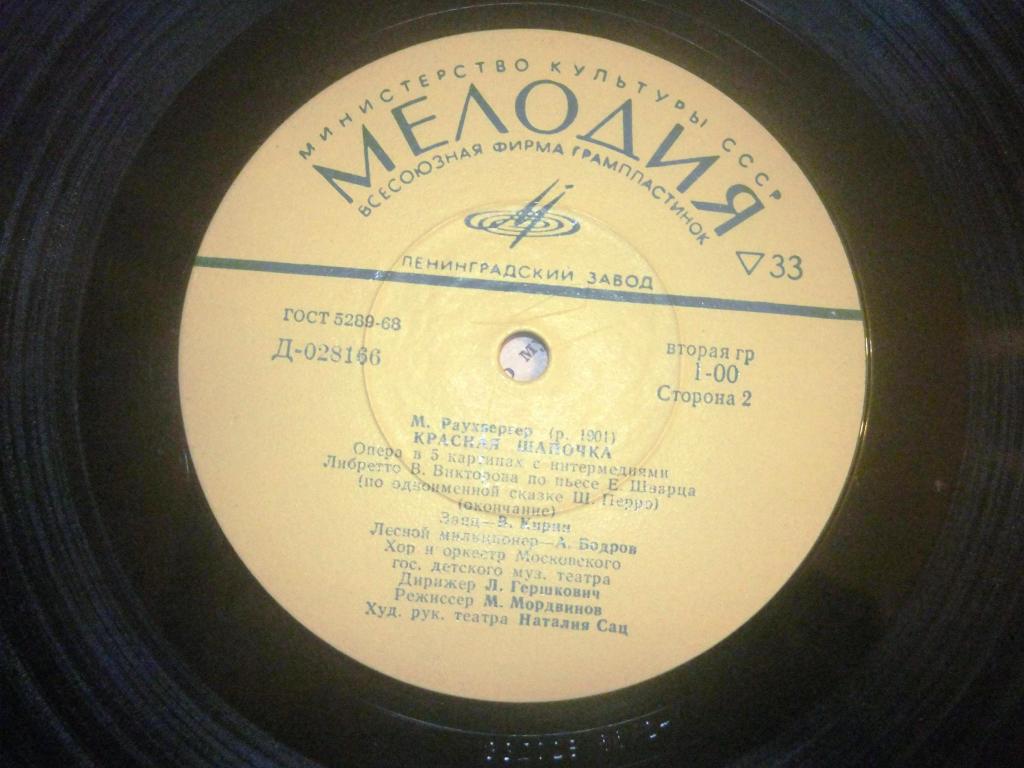 МИНИСТЕРСТВО КУЛЬТУРЫ СССР
МЕЛОДИЯ
ВСЕСОЮЗНАЯ ФИРМА ГРАМПЛАСТИНОК
ЛЕНИНГРАДСКИЙ ЗАВОД
▽33
ГОСТ 5289-68
Д-028166
вторая гр
1-00
Сторона 2
М. Раухвергер (р. 1901)
КРАСНАЯ ШАПОЧКА
Опера в 5 картинах с интермедиями
Либретто В. Викторова по пьесе Е. Шварца
(по одноименной сказке Ш. Перро)
(окончание)
Заяц—В. Кирин
Лесной милиционер—А. Бодров
Хор и оркестр Московского
гос. детского муз. театра
Дирижер Л. Гершкович
Режиссер М. Мордвинов
Худ. рук. театра Наталия Сац